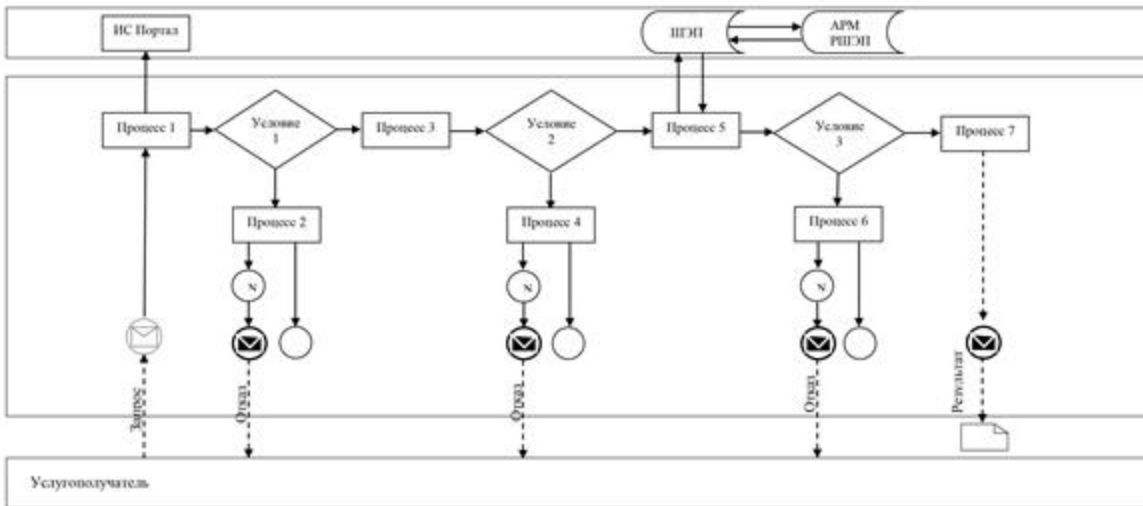 ИС Портал
ШЭП
АРМ
РШЭП
Процесс 1
Условие
1
Процесс 3
Условие
2
Процесс 5
Условие
3
Процесс 7
Процесс 2
Процесс 4
Процесс 6
N
N
N
Запрос
Отказ
Отказ
Отказ
Результат
Услугополучатель